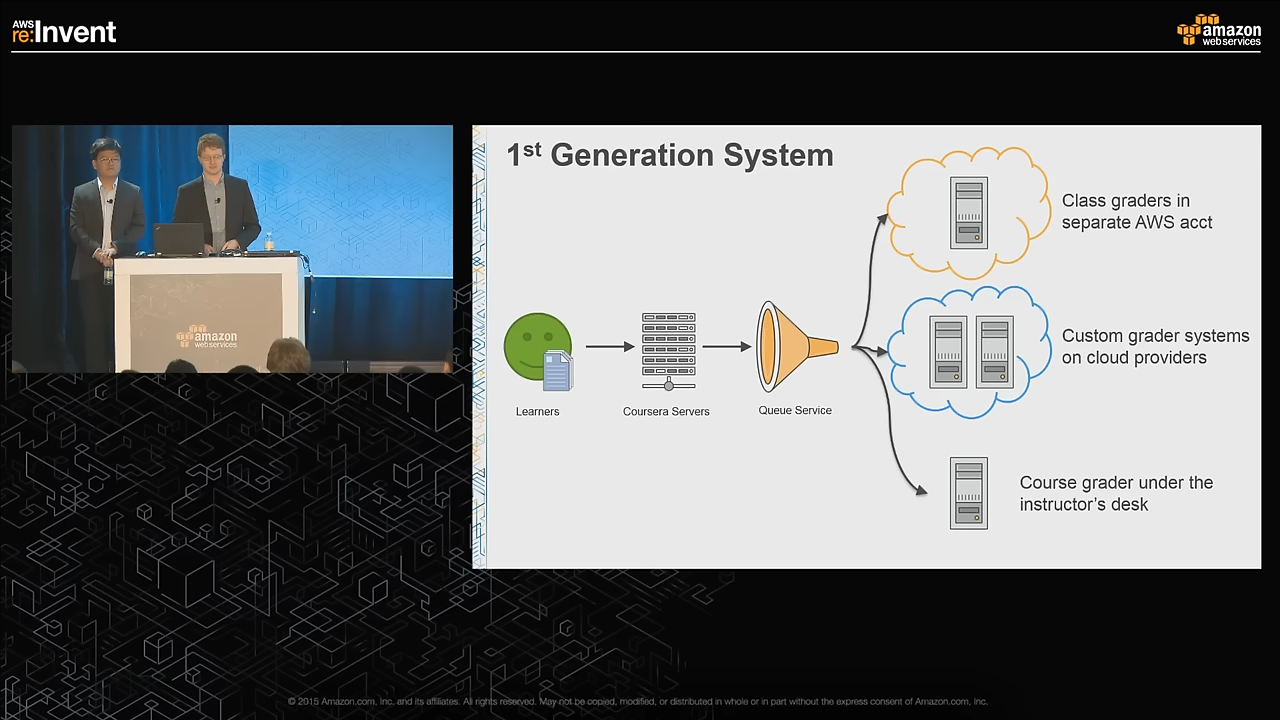 AWS
re:Invent
amazon
web services
amazon
web services
1st Generation System
Class graders in
separate AWS acct
Custom grader systems
on cloud providers
Learners
Coursera Servers
Queue Service
Course grader under the
instructor's desk
© 2015 Amazon.com, Inc. and its affiliates. All rights reserved. May not be copied, modified, or distributed in whole or in part without the express consent of Amazon.com, Inc.